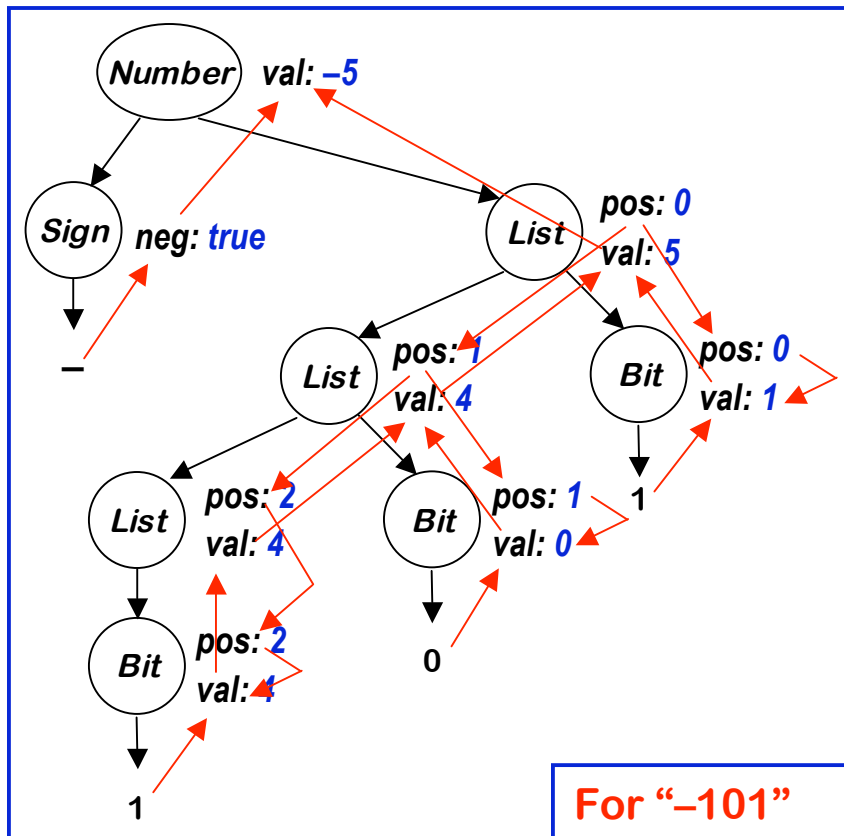 Number val: –5
Sign neg: true
–
List pos: 0
val: 5
List pos: 1
val: 4
Bit pos: 0
val: 1
1
List pos: 2
val: 4
Bit pos: 1
val: 0
0
Bit pos: 2
val: 4
1
For “–101”